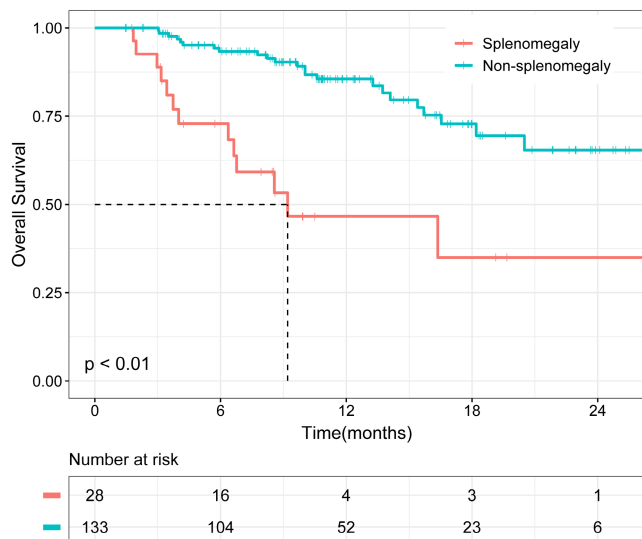 Overall Survival
1.00
0.75
0.50
0.25
0.00
Splenomegaly
Non-splenomegaly
p < 0.01
0 6 12 18 24
Time(months)
Number at risk
28 16 4 3 1
133 104 52 23 6